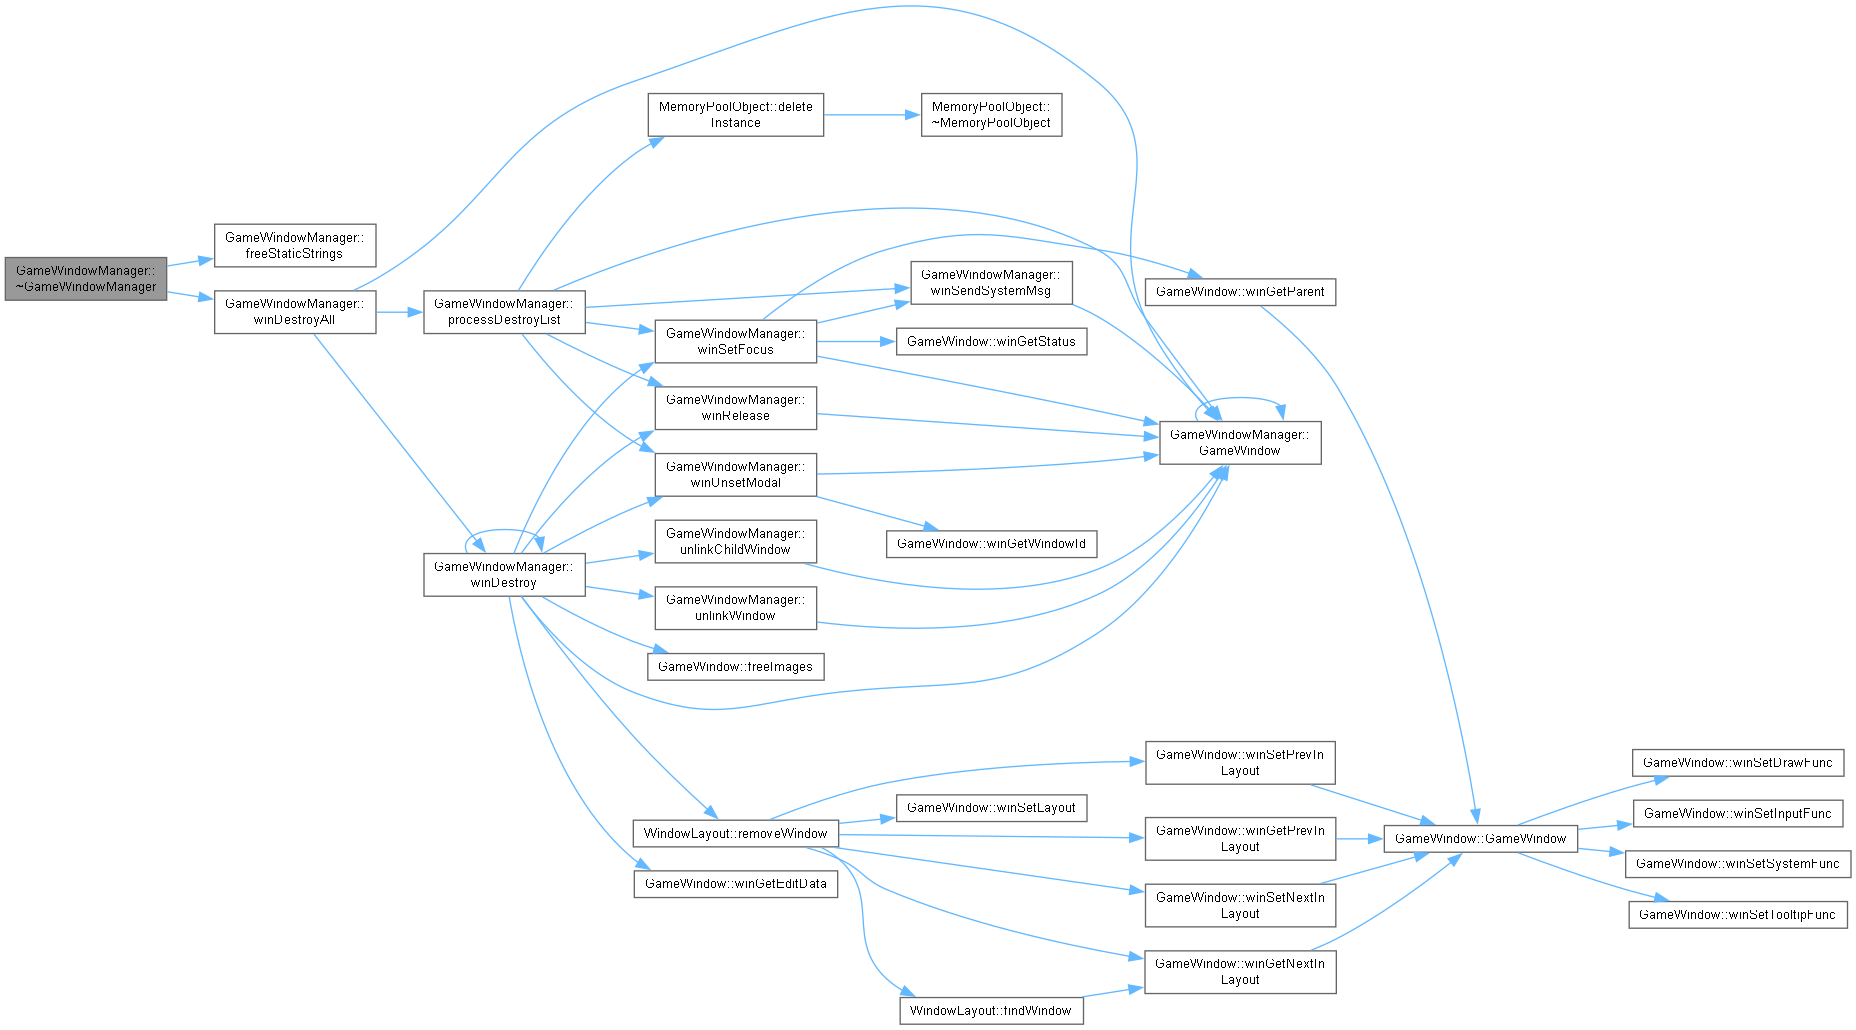 GameWindowManager::
~GameWindowManager
GameWindowManager::
freeStaticStrings
GameWindowManager::
winDestroyAll
GameWindowManager::
processDestroyList
GameWindowManager::
winDestroy
MemoryPoolObject::delete
Instance
MemoryPoolObject::
~MemoryPoolObject
GameWindowManager::
winSendSystemMsg
GameWindowManager::
winSetFocus
GameWindow::winGetStatus
GameWindowManager::
winRelease
GameWindowManager::
winUnsetModal
GameWindow::winGetWindowId
GameWindowManager::
unlinkChildWindow
GameWindowManager::
unlinkWindow
GameWindow::freeImages
WindowLayout::removeWindow
GameWindow::winGetEditData
GameWindow::winSetLayout
WindowLayout::findWindow
GameWindow::winGetParent
GameWindowManager::
GameWindow
GameWindow::winSetPrevIn
Layout
GameWindow::winGetPrevIn
Layout
GameWindow::winSetNextIn
Layout
GameWindow::winGetNextIn
Layout
GameWindow::GameWindow
GameWindow::winSetDrawFunc
GameWindow::winSetInputFunc
GameWindow::winSetSystemFunc
GameWindow::winSetTooltipFunc